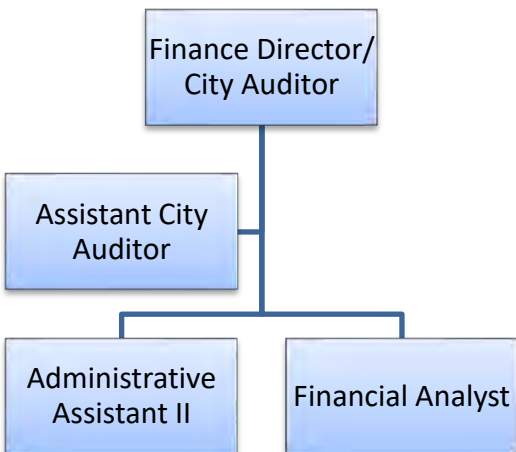 Finance Director/
City Auditor
Assistant City
Auditor
Administrative
Assistant II
Financial Analyst